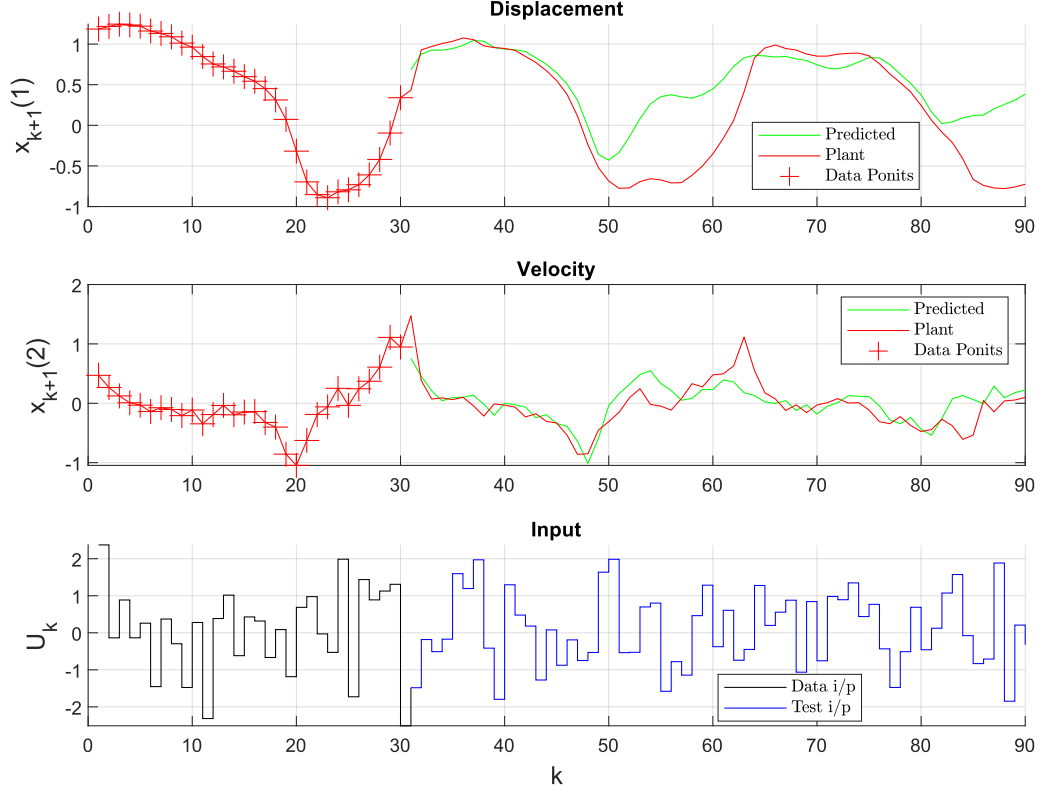 Displacement
x_{k+1}(1)
1
0.5
0
-0.5
-1
Predicted
Plant
Data Ponits
0 10 20 30 40 50 60 70 80 90
Velocity
x_{k+1}(2)
2
1
0
-1
Predicted
Plant
Data Ponits
0 10 20 30 40 50 60 70 80 90
Input
U_k
2
1
0
-1
-2
Data i/p
Test i/p
0 10 20 30 40 50 60 70 80 90
k